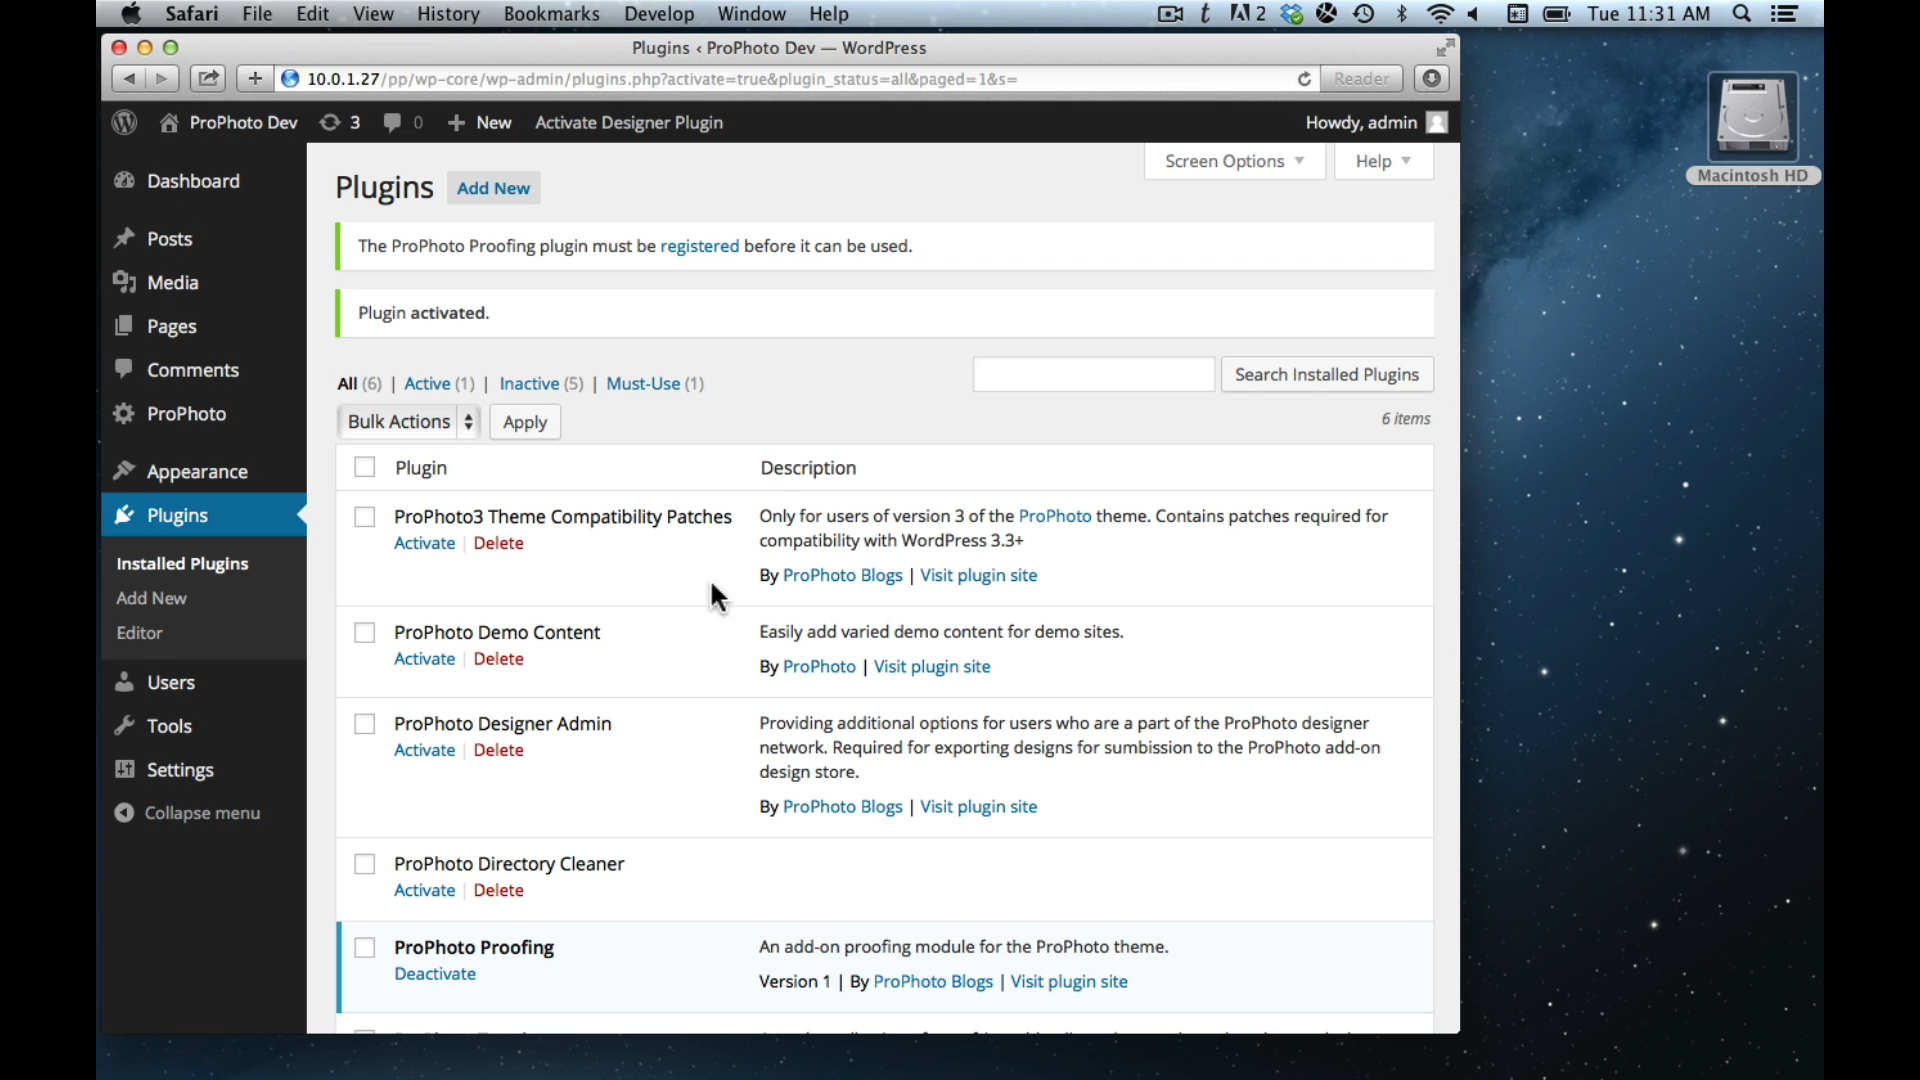 Safari File Edit View History Bookmarks Develop Window Help 2 Tue 11:31 AM
Plugins ‹ ProPhoto Dev — WordPress
10.0.1.27/pp/wp-core/wp-admin/plugins.php?activate=true&plugin_status=all&paged=1&s= Reader
Macintosh HD
ProPhoto Dev 3 0 New Activate Designer Plugin Howdy, admin
Screen Options Help
Dashboard
Posts
Media
Pages
Comments
ProPhoto
Appearance
Plugins
Installed Plugins
Add New
Editor
Users
Tools
Settings
Collapse menu
Plugins Add New
The ProPhoto Proofing plugin must be registered before it can be used.
Plugin activated.
All (6) | Active (1) | Inactive (5) | Must-Use (1)
Search Installed Plugins
Bulk Actions Apply
6 items
Plugin Description
ProPhoto3 Theme Compatibility Patches
Activate | Delete
Only for users of version 3 of the ProPhoto theme. Contains patches required for
compatibility with WordPress 3.3+
By ProPhoto Blogs | Visit plugin site
ProPhoto Demo Content
Activate | Delete
Easily add varied demo content for demo sites.
By ProPhoto | Visit plugin site
ProPhoto Designer Admin
Activate | Delete
Providing additional options for users who are a part of the ProPhoto designer
network. Required for exporting designs for sumbission to the ProPhoto add-on
design store.
By ProPhoto Blogs | Visit plugin site
ProPhoto Directory Cleaner
Activate | Delete
ProPhoto Proofing
Deactivate
An add-on proofing module for the ProPhoto theme.
Version 1 | By ProPhoto Blogs | Visit plugin site